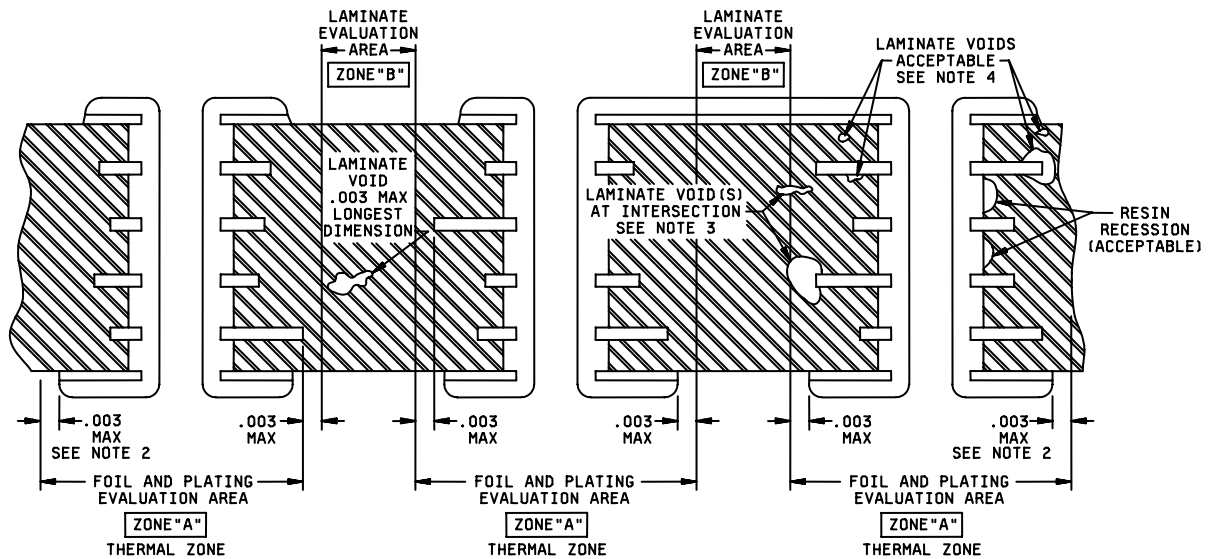 LAMINATE
EVALUATION
AREA
ZONE"B"
LAMINATE
EVALUATION
AREA
ZONE"B"
LAMINATE VOIDS
ACCEPTABLE
SEE NOTE 4
LAMINATE
VOID
.003 MAX
LONGEST
DIMENSION
LAMINATE VOID(S)
AT INTERSECTION
SEE NOTE 3
RESIN
RECESSION
(ACCEPTABLE)
.003
MAX
SEE NOTE 2
.003
MAX
.003
MAX
.003
MAX
.003
MAX
.003
MAX
SEE NOTE 2
FOIL AND PLATING
EVALUATION AREA
ZONE"A"
THERMAL ZONE
FOIL AND PLATING
EVALUATION AREA
ZONE"A"
THERMAL ZONE
FOIL AND PLATING
EVALUATION AREA
ZONE"A"
THERMAL ZONE